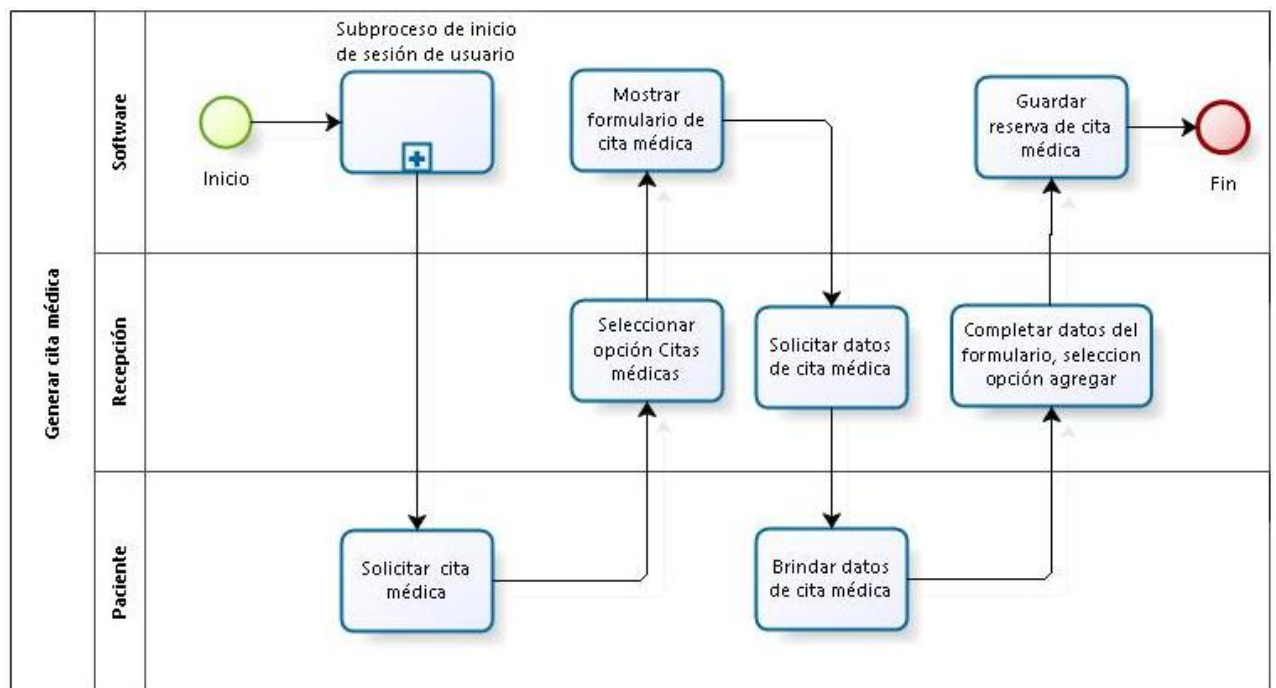 Generar cita médica
Software
Inicio
Subproceso de inicio
de sesión de usuario
Mostrar
formulario de
cita médica
Guardar
reserva de cita
médica
Fin
Recepción
Seleccionar
opción Citas
médicas
Solicitar datos
de cita médica
Completar datos del
formulario, seleccion
opción agregar
Paciente
Solicitar cita
médica
Brindar datos
de cita médica